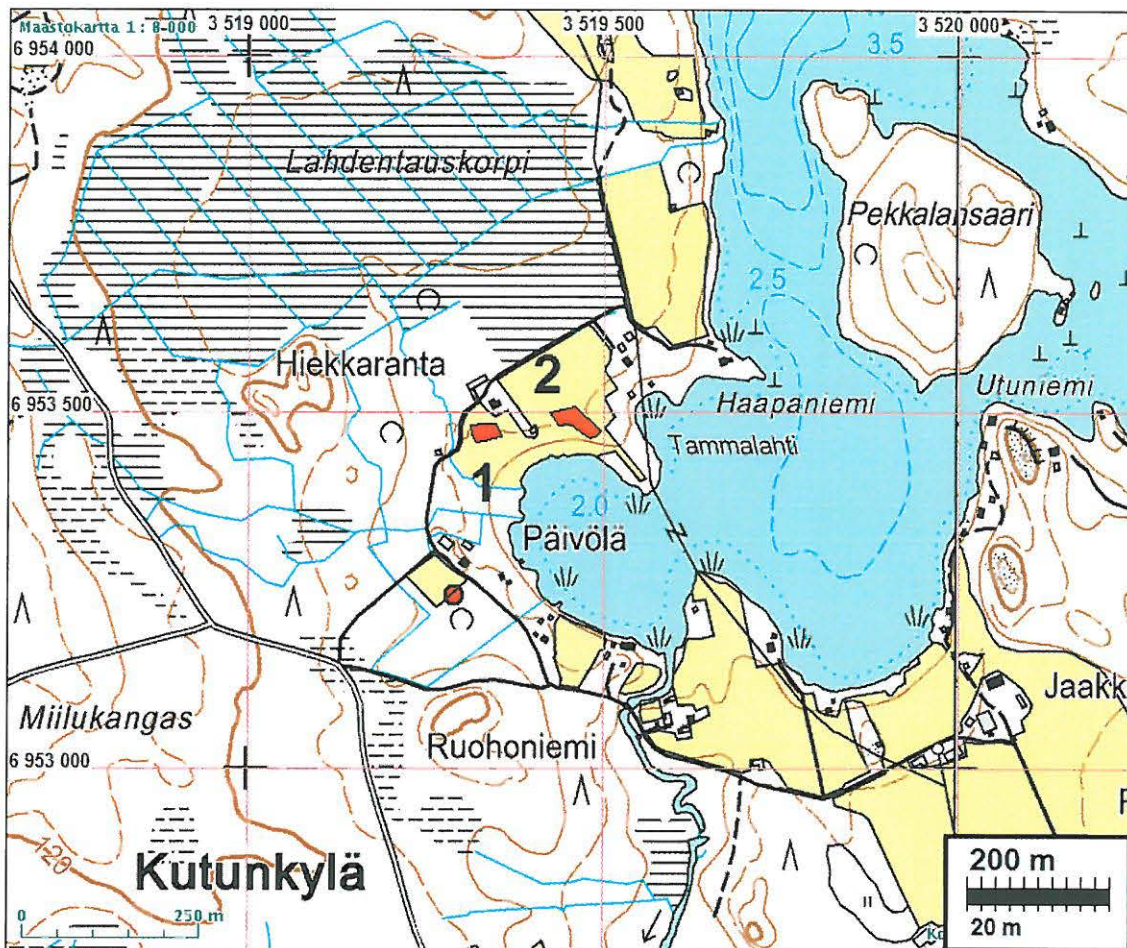 Maastokartta 1: 8 000
3 519 000
3 519 500
3 520 000
6 954 000
3.5
Lahdentauskorpi
Pekkalansaari
2.5
Hiekkaranta
2
Utuniemi
Haapaniemi
6 953 500
Tammalahti
1
2.0
Päivölä
Jaakk
Miilukangas
Ruohoniemi
6 953 000
120
Kutunkylä
200 m
20 m
0 250 m